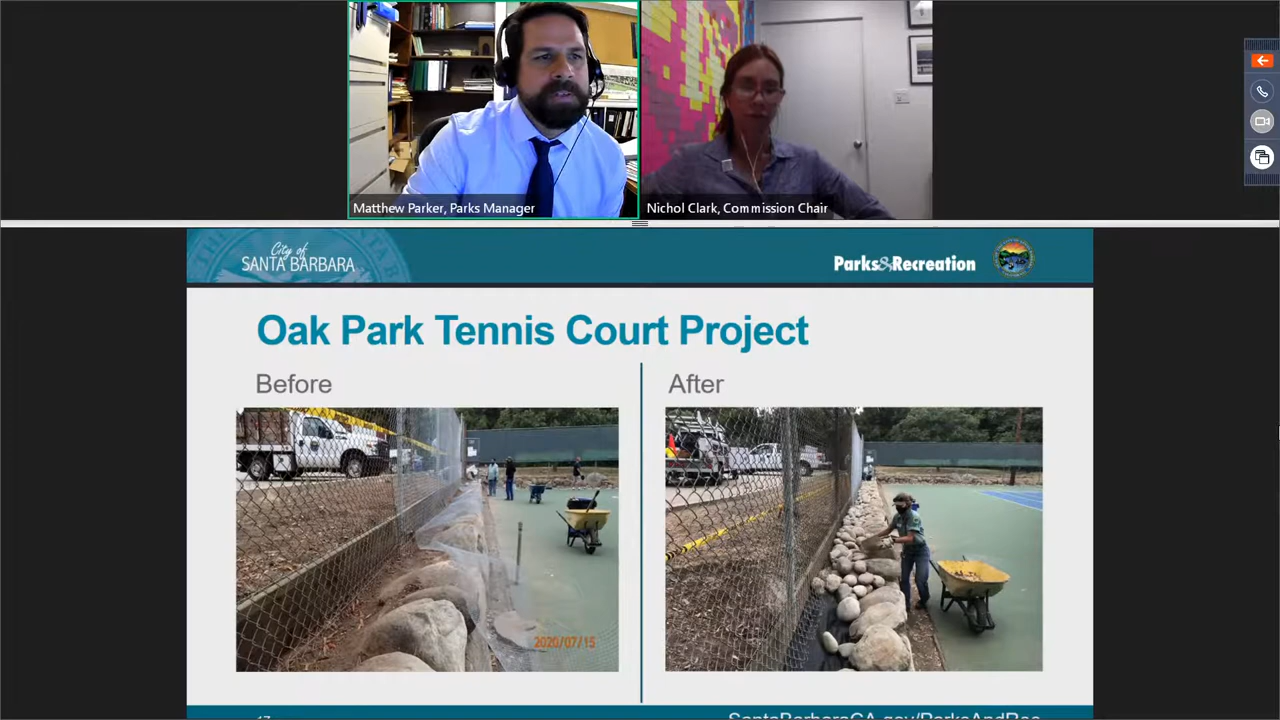 Matthew Parker, Parks Manager
Nichol Clark, Commission Chair
City of
SANTA BARBARA
Parks&Recreation
Oak Park Tennis Court Project
Before
After
2020/07/15
SantaBarbaraCA.gov/ParksAndRec